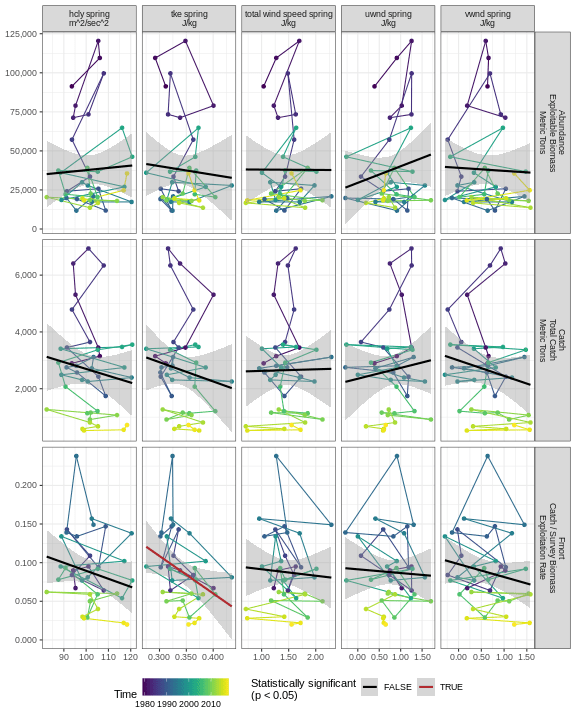 hcly spring
m^2/sec^2
tke spring
J/kg
total wind speed spring
J/kg
uwnd spring
J/kg
vwnd spring
J/kg
125,000
100,000
75,000
50,000
25,000
0
Abundance
Exploitable Biomass
Metric Tons
6,000
4,000
2,000
Catch
Total Catch
Metric Tons
0.200
0.150
0.100
0.050
0.000
Fmort
Catch / Survey Biomass
Exploitation Rate
90 100 110 120
0.300 0.350 0.400
1.00 1.50 2.00
0.00 0.50 1.00 1.50
0.00 0.50 1.00 1.50
Time
1980 1990 2000 2010
Statistically significant
(p < 0.05)
FALSE
TRUE